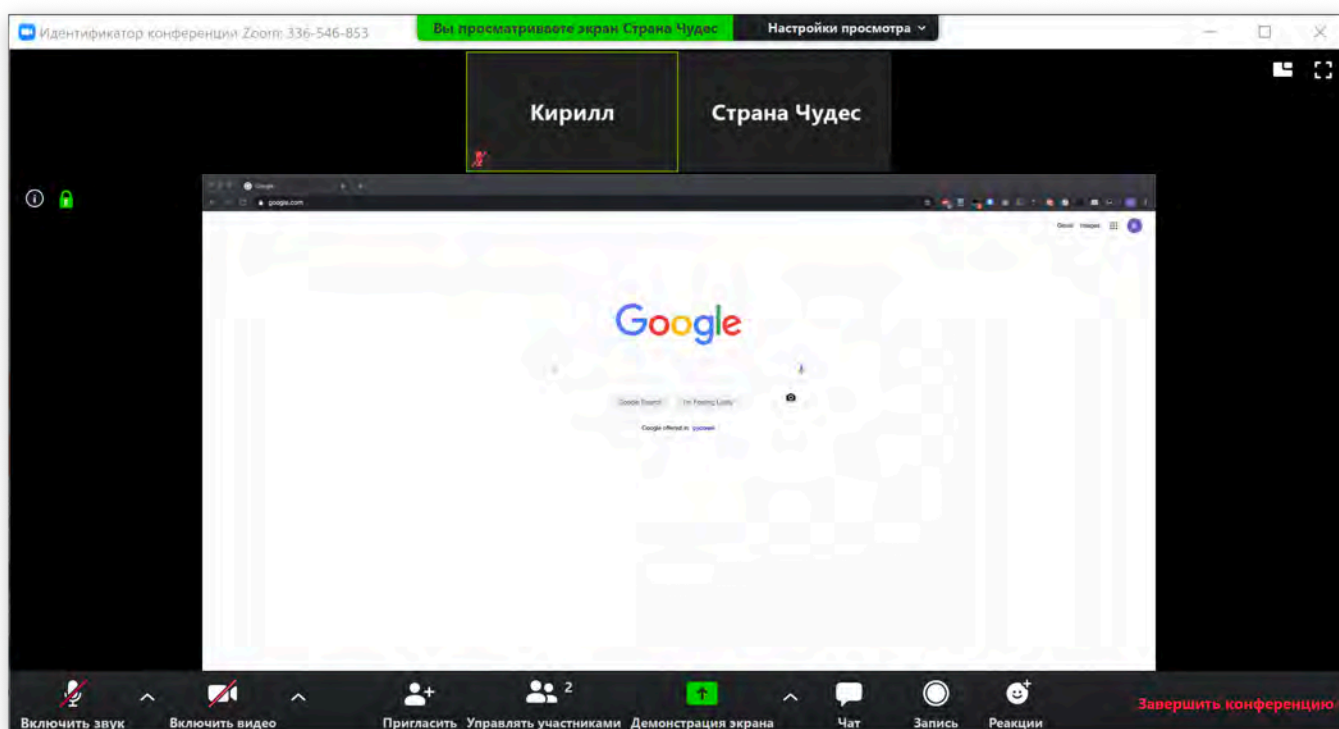 Идентификатор конференции Zoom: 336-546-853
Вы просматриваете экран Страна Чудес
Настройки просмотра
Кирилл
Страна Чудес
Google
google.com
Gmail Images
Google
Google Search I'm Feeling Lucky
Google offered in: русский
Включить звук
Включить видео
Пригласить
Управлять участниками
2
Демонстрация экрана
Чат
Запись
Реакции
Завершить конференцию